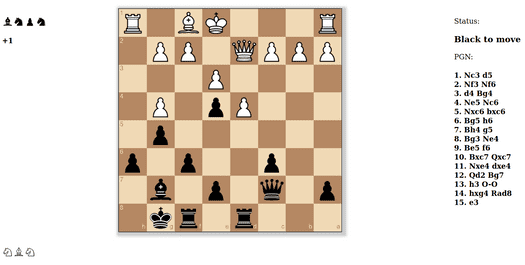 +1
Status:
Black to move
PGN:
1. Nc3 d5
2. Nf3 Nf6
3. d4 Bg4
4. Ne5 Nc6
5. Nxc6 bxc6
6. Bg5 h6
7. Bh4 g5
8. Bg3 Ne4
9. Be5 f6
10. Bxc7 Qxc7
11. Nxe4 dxe4
12. Qd2 Bg7
13. h3 O-O
14. hxg4 Rad8
15. e3